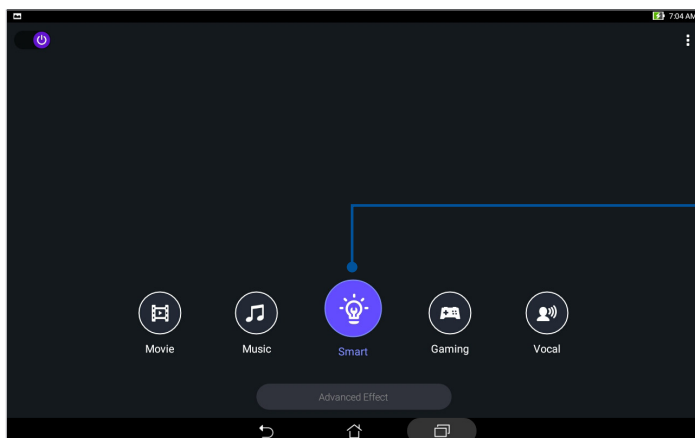 7:04 AM
Movie
Music
Smart
Gaming
Vocal
Advanced Effect